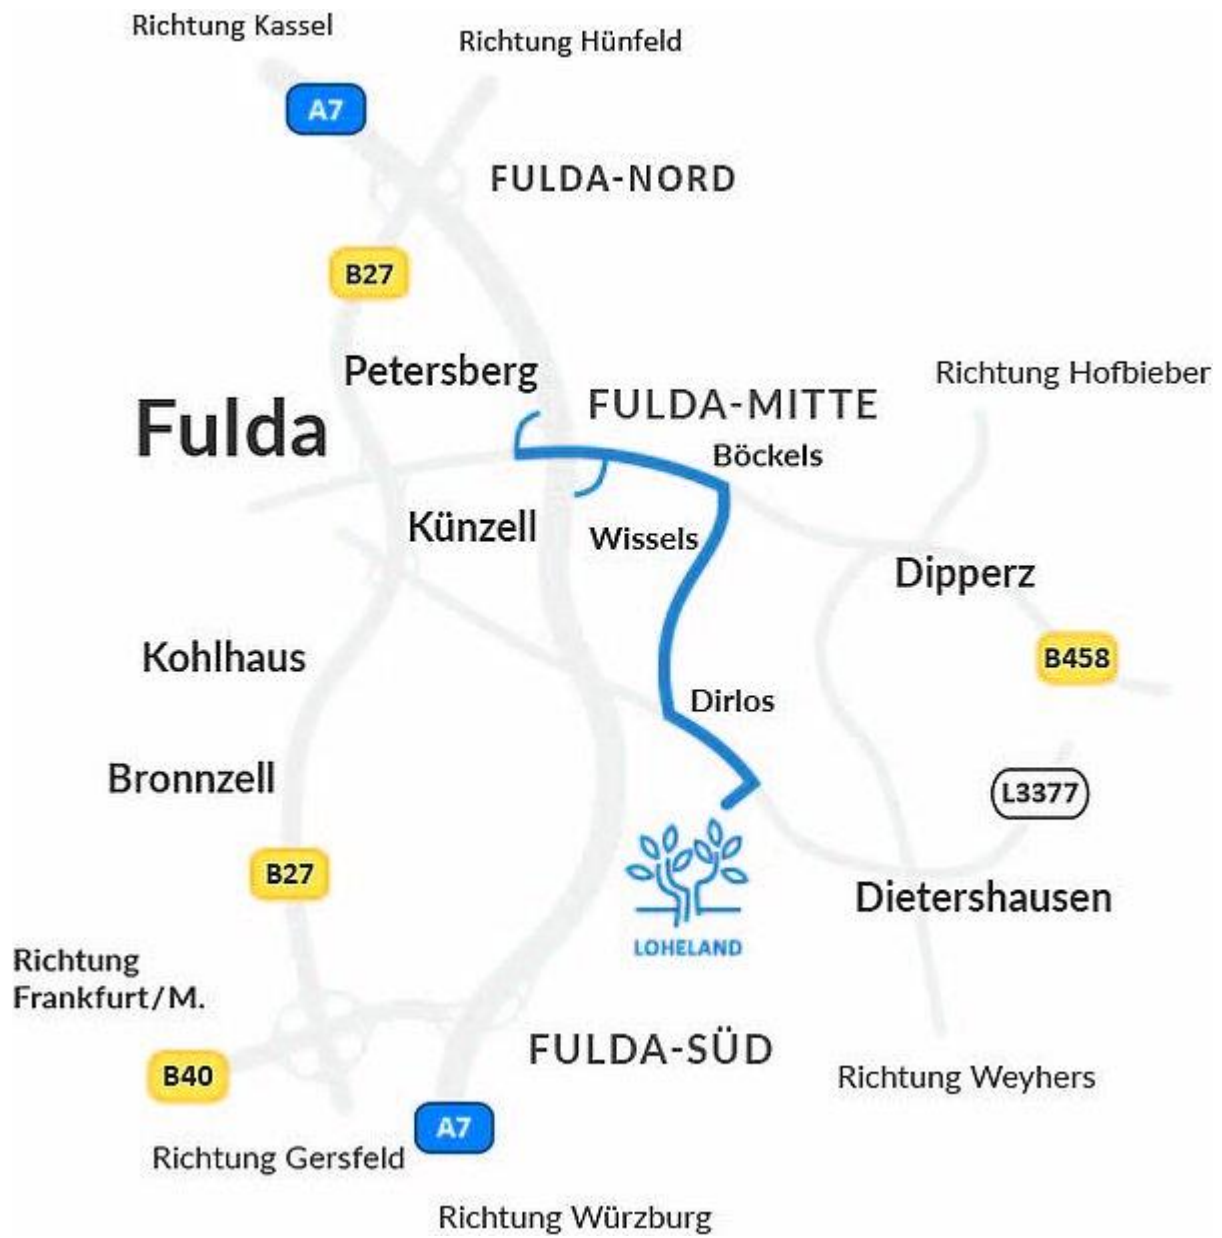 Richtung Kassel
Richtung Hünfeld
A7
FULDA-NORD
B27
Petersberg
Richtung Hofbieber
FULDA-MITTE
Fulda
Böckels
Künzell
Wissels
Dipperz
Kohlhaus
B458
Dirlos
Bronnzell
L3377
B27
Dietershausen
LOHELAND
Richtung
Frankfurt/M.
FULDA-SÜD
B40
Richtung Weyhers
A7
Richtung Gersfeld
Richtung Würzburg